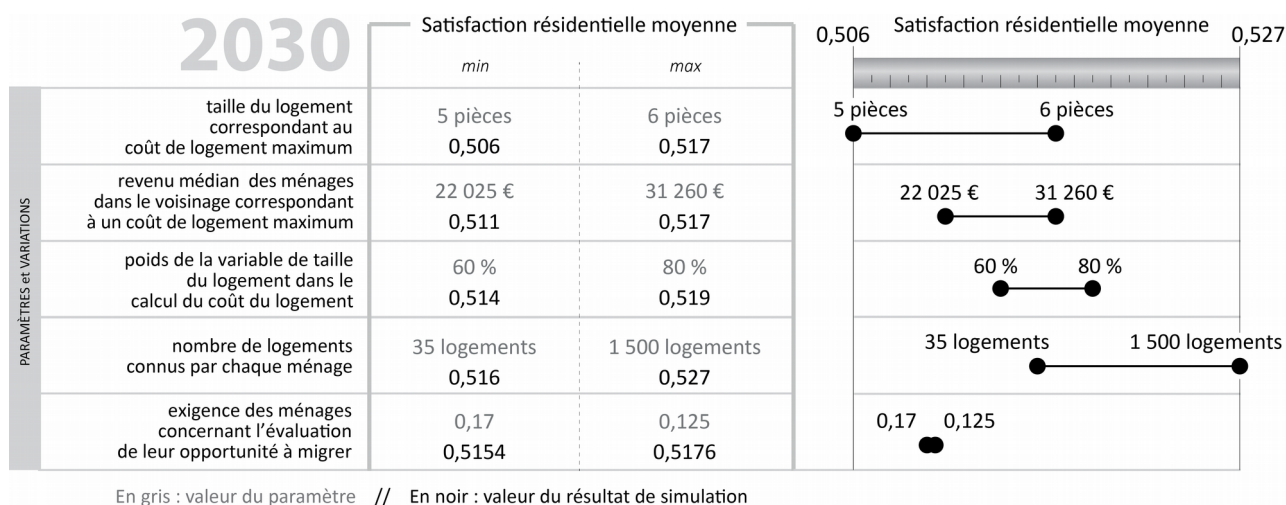 2030
Satisfaction résidentielle moyenne
min
max
0,506
Satisfaction résidentielle moyenne
0,527
PARAMÈTRES et VARIATIONS
taille du logement
correspondant au
coût de logement maximum
5 pièces
0,506
6 pièces
0,517
5 pièces
6 pièces
revenu médian des ménages
dans le voisinage correspondant
à un coût de logement maximum
22 025 €
0,511
31 260 €
0,517
22 025 €
31 260 €
poids de la variable de taille
du logement dans le
calcul du coût du logement
60 %
0,514
80 %
0,519
60 %
80 %
nombre de logements
connus par chaque ménage
35 logements
0,516
1 500 logements
0,527
35 logements
1 500 logements
exigence des ménages
concernant l'évaluation
de leur opportunité à migrer
0,17
0,5154
0,125
0,5176
0,17
0,125
En gris : valeur du paramètre // En noir : valeur du résultat de simulation